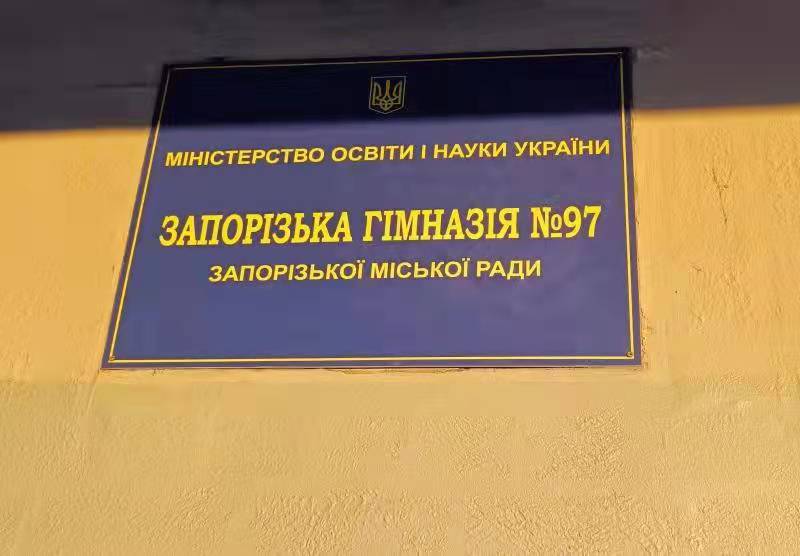 МІНІСТЕРСТВО ОСВІТИ І НАУКИ УКРАЇНИ
ЗАПОРІЗЬКА ГІМНАЗІЯ №97
ЗАПОРІЗЬКОЇ МІСЬКОЇ РАДИ